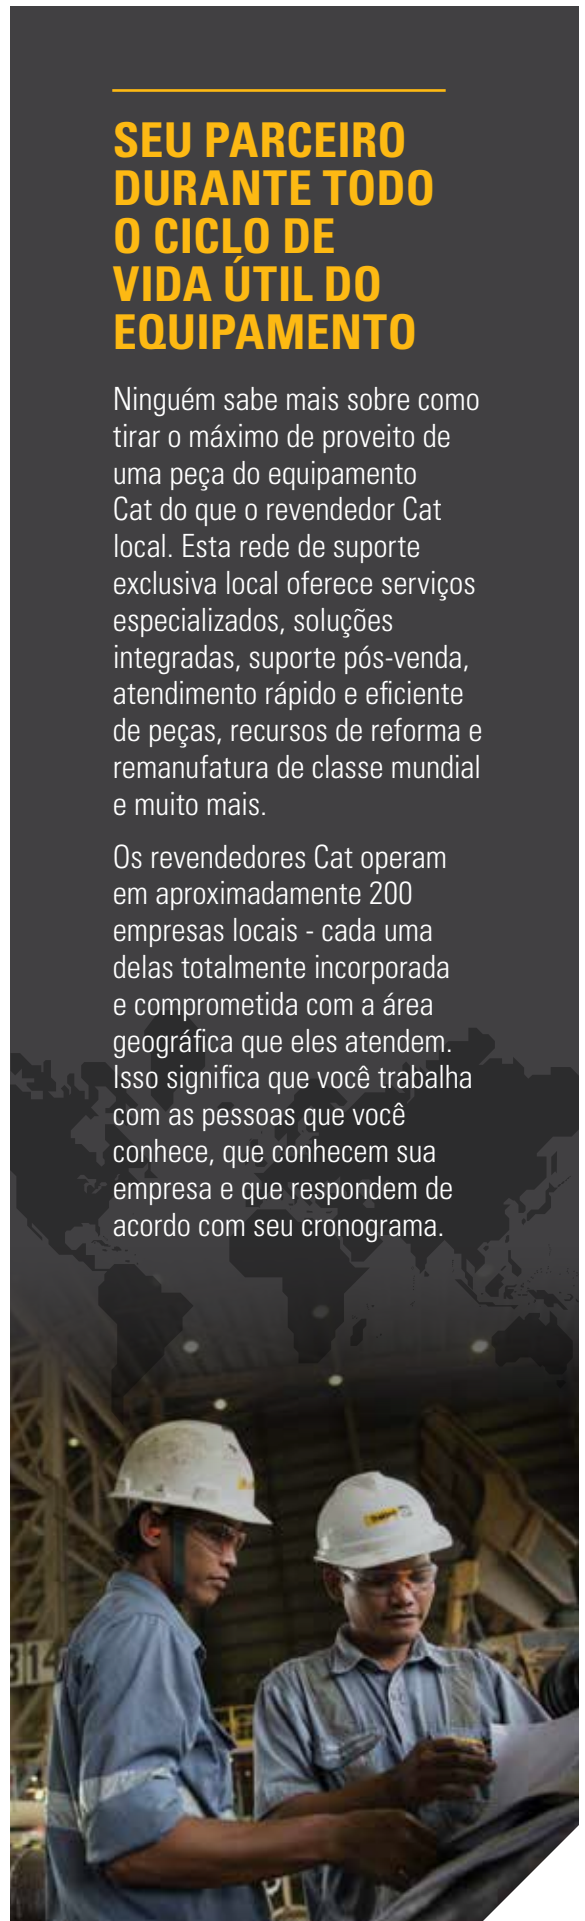 SEU PARCEIRO
DURANTE TODO
O CICLO DE
VIDA ÚTIL DO
EQUIPAMENTO
Ninguém sabe mais sobre como
tirar o máximo de proveito de
uma peça do equipamento
Cat do que o revendedor Cat
local. Esta rede de suporte
exclusiva local oferece serviços
especializados, soluções
integradas, suporte pós-venda,
atendimento rápido e eficiente
de peças, recursos de reforma e
remanufatura de classe mundial
e muito mais.
Os revendedores Cat operam
em aproximadamente 200
empresas locais - cada uma
delas totalmente incorporada
e comprometida com a área
geográfica que eles atendem.
Isso significa que você trabalha
com as pessoas que você
conhece, que conhecem sua
empresa e que respondem de
acordo com seu cronograma.
314